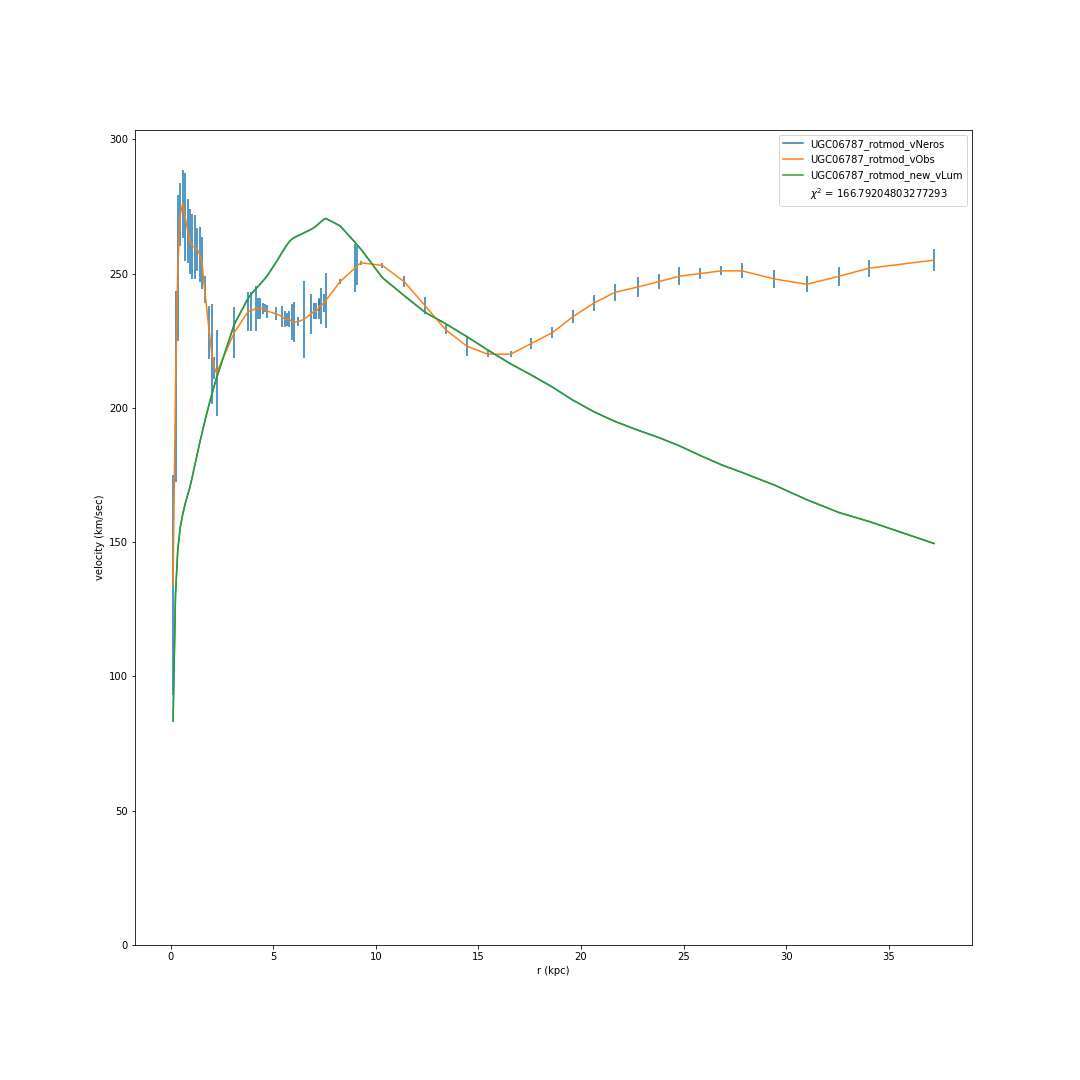 300
250
200
150
100
50
0
velocity (km/sec)
UGC06787_rotmod_vNeros
UGC06787_rotmod_vObs
UGC06787_rotmod_new_vLum
χ² = 166.79204803277293
0 5 10 15 20 25 30 35
r (kpc)